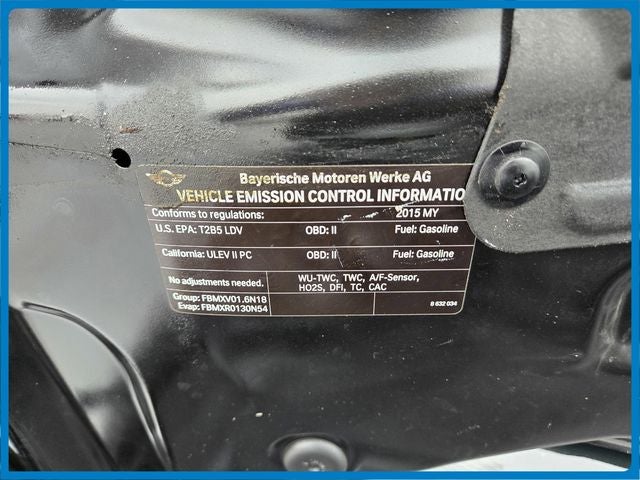 Bayerische Motoren Werke AG
VEHICLE EMISSION CONTROL INFORMATIO
Conforms to regulations: 2015 MY
U.S. EPA: T2B5 LDV OBD: II Fuel: Gasoline
California: ULEV II PC OBD: II Fuel: Gasoline
No adjustments needed. WU-TWC, TWC, A/F-Sensor,
HO2S, DFI, TC, CAC
Group: FBMXV01.6N18
Evap: FBMXR0130N54 8 632 034